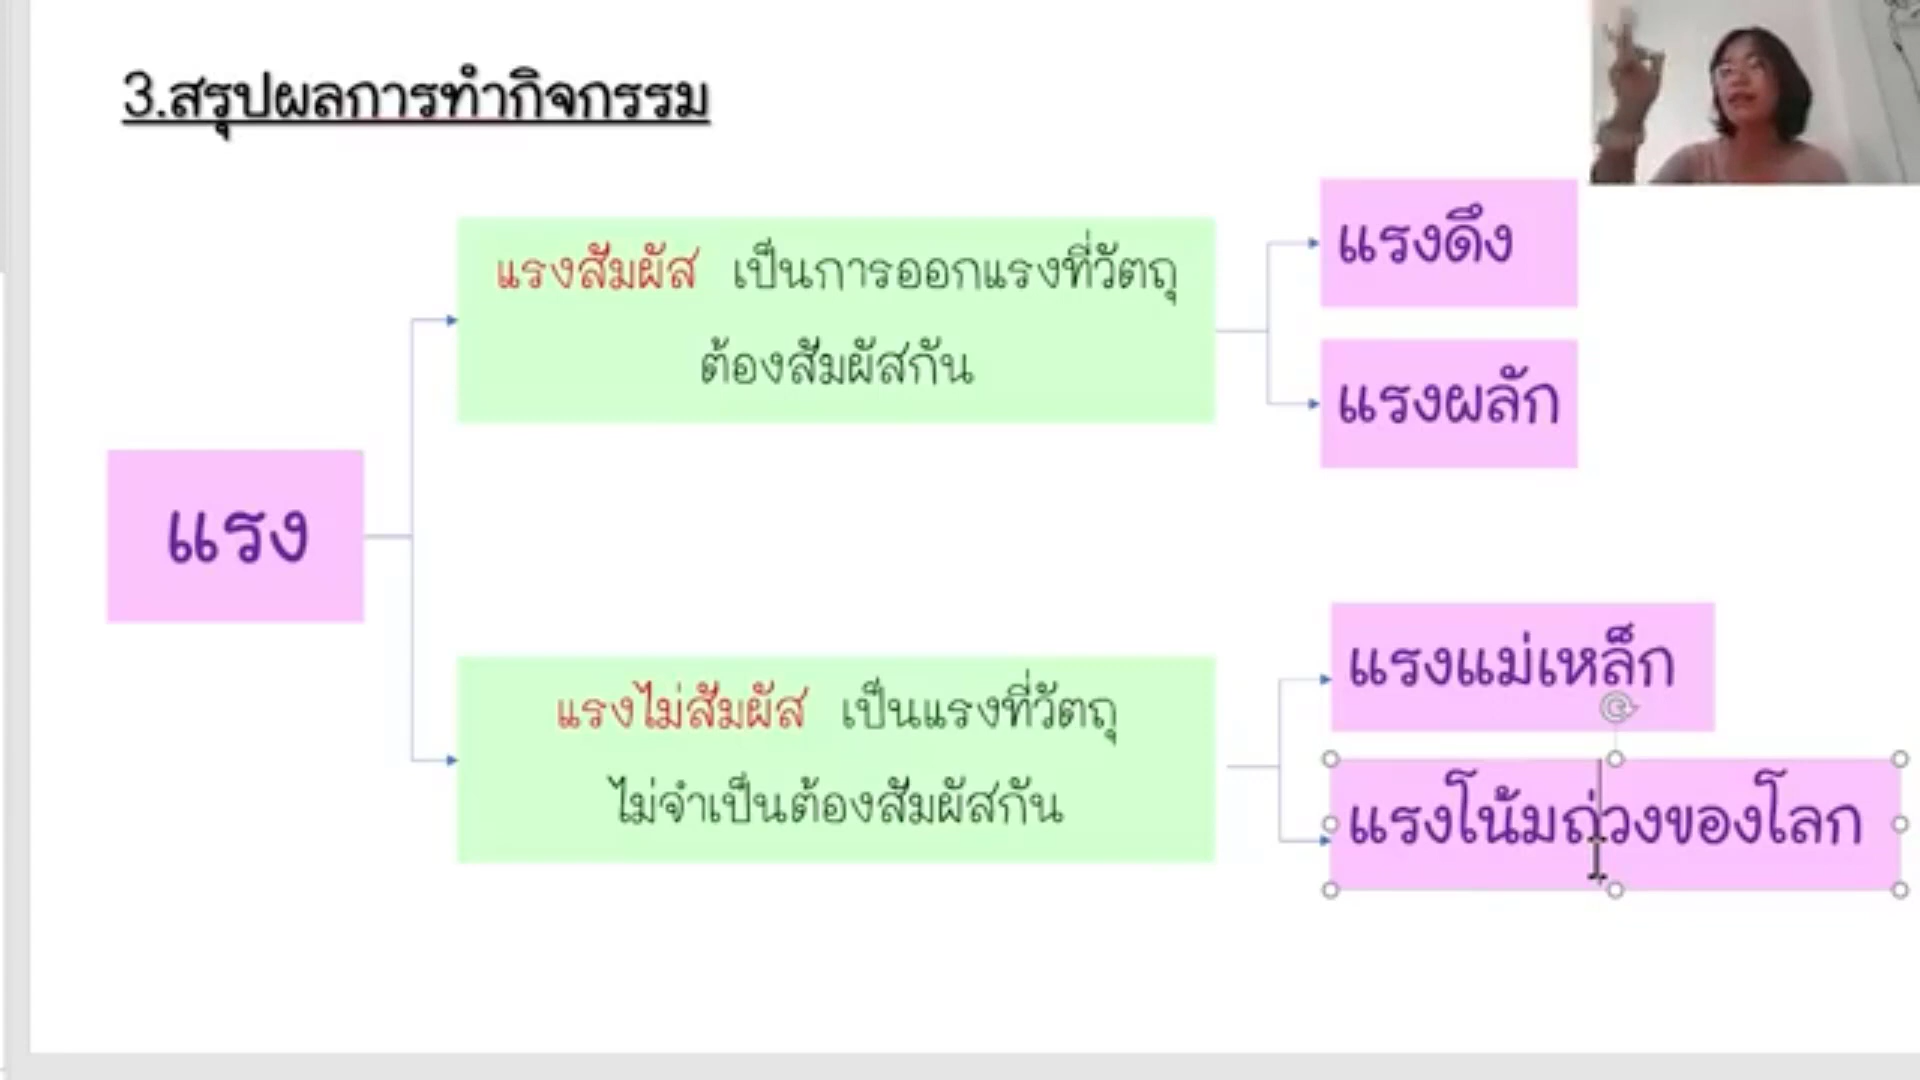 3.สรุปผลการทำกิจกรรม
แรงสัมผัส เป็นการออกแรงที่วัตถุ
ต้องสัมผัสกัน
แรงดึง
แรงผลัก
แรง
แรงไม่สัมผัส เป็นแรงที่วัตถุ
ไม่จำเป็นต้องสัมผัสกัน
แรงแม่เหล็ก
แรงโน้มถ่วงของโลก